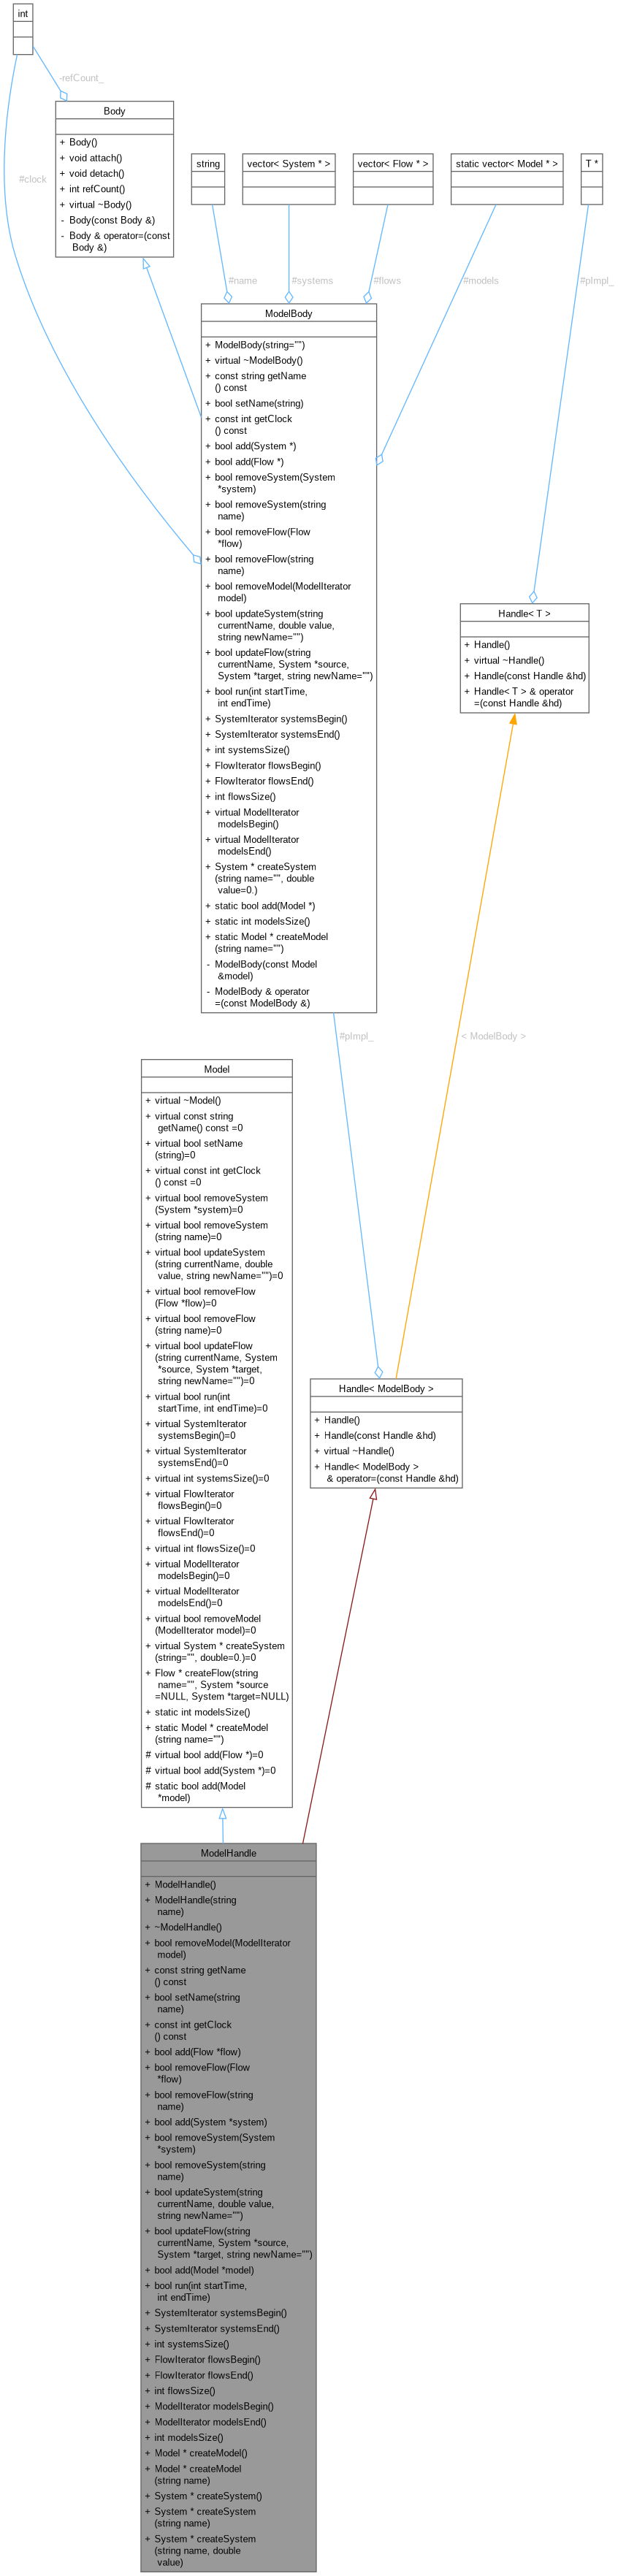 int
-refCount_
Body
+ Body()
+ void attach()
+ void detach()
+ int refCount()
+ virtual ~Body()
- Body(const Body &)
- Body & operator=(const
Body &)
#clock
string
vector< System * >
vector< Flow * >
static vector< Model * >
T *
#name
#systems
#flows
#models
#pImpl_
ModelBody
+ ModelBody(string="")
+ virtual ~ModelBody()
+ const string getName
() const
+ bool setName(string)
+ const int getClock
() const
+ bool add(System *)
+ bool add(Flow *)
+ bool removeSystem(System
*system)
+ bool removeSystem(string
name)
+ bool removeFlow(Flow
*flow)
+ bool removeFlow(string
name)
+ bool removeModel(ModelIterator
model)
+ bool updateSystem(string
currentName, double value,
string newName="")
+ bool updateFlow(string
currentName, System *source,
System *target, string newName="")
+ bool run(int startTime,
int endTime)
+ SystemIterator systemsBegin()
+ SystemIterator systemsEnd()
+ int systemsSize()
+ FlowIterator flowsBegin()
+ FlowIterator flowsEnd()
+ int flowsSize()
+ virtual ModelIterator
modelsBegin()
+ virtual ModelIterator
modelsEnd()
+ System * createSystem
(string name="", double
value=0.)
+ static bool add(Model *)
+ static int modelsSize()
+ static Model * createModel
(string name="")
- ModelBody(const Model
&model)
- ModelBody & operator
=(const ModelBody &)
Handle< T >
+ Handle()
+ virtual ~Handle()
+ Handle(const Handle &hd)
+ Handle< T > & operator
=(const Handle &hd)
#pImpl_
< ModelBody >
Model
+ virtual ~Model()
+ virtual const string
getName() const =0
+ virtual bool setName
(string)=0
+ virtual const int getClock
() const =0
+ virtual bool removeSystem
(System *system)=0
+ virtual bool removeSystem
(string name)=0
+ virtual bool updateSystem
(string currentName, double
value, string newName="")=0
+ virtual bool removeFlow
(Flow *flow)=0
+ virtual bool removeFlow
(string name)=0
+ virtual bool updateFlow
(string currentName, System
*source, System *target,
string newName="")=0
+ virtual bool run(int
startTime, int endTime)=0
+ virtual SystemIterator
systemsBegin()=0
+ virtual SystemIterator
systemsEnd()=0
+ virtual int systemsSize()=0
+ virtual FlowIterator
flowsBegin()=0
+ virtual FlowIterator
flowsEnd()=0
+ virtual int flowsSize()=0
+ virtual ModelIterator
modelsBegin()=0
+ virtual ModelIterator
modelsEnd()=0
+ virtual bool removeModel
(ModelIterator model)=0
+ virtual System * createSystem
(string="", double=0.)=0
+ Flow * createFlow(string
name="", System *source
=NULL, System *target=NULL)
+ static int modelsSize()
+ static Model * createModel
(string name="")
# virtual bool add(Flow *)=0
# virtual bool add(System *)=0
# static bool add(Model
*model)
Handle< ModelBody >
+ Handle()
+ Handle(const Handle &hd)
+ virtual ~Handle()
+ Handle< ModelBody >
& operator=(const Handle &hd)
ModelHandle
+ ModelHandle()
+ ModelHandle(string
name)
+ ~ModelHandle()
+ bool removeModel(ModelIterator
model)
+ const string getName
() const
+ bool setName(string
name)
+ const int getClock
() const
+ bool add(Flow *flow)
+ bool removeFlow(Flow
*flow)
+ bool removeFlow(string
name)
+ bool add(System *system)
+ bool removeSystem(System
*system)
+ bool removeSystem(string
name)
+ bool updateSystem(string
currentName, double value,
string newName="")
+ bool updateFlow(string
currentName, System *source,
System *target, string newName="")
+ bool add(Model *model)
+ bool run(int startTime,
int endTime)
+ SystemIterator systemsBegin()
+ SystemIterator systemsEnd()
+ int systemsSize()
+ FlowIterator flowsBegin()
+ FlowIterator flowsEnd()
+ int flowsSize()
+ ModelIterator modelsBegin()
+ ModelIterator modelsEnd()
+ int modelsSize()
+ Model * createModel()
+ Model * createModel
(string name)
+ System * createSystem()
+ System * createSystem
(string name)
+ System * createSystem
(string name, double
value)